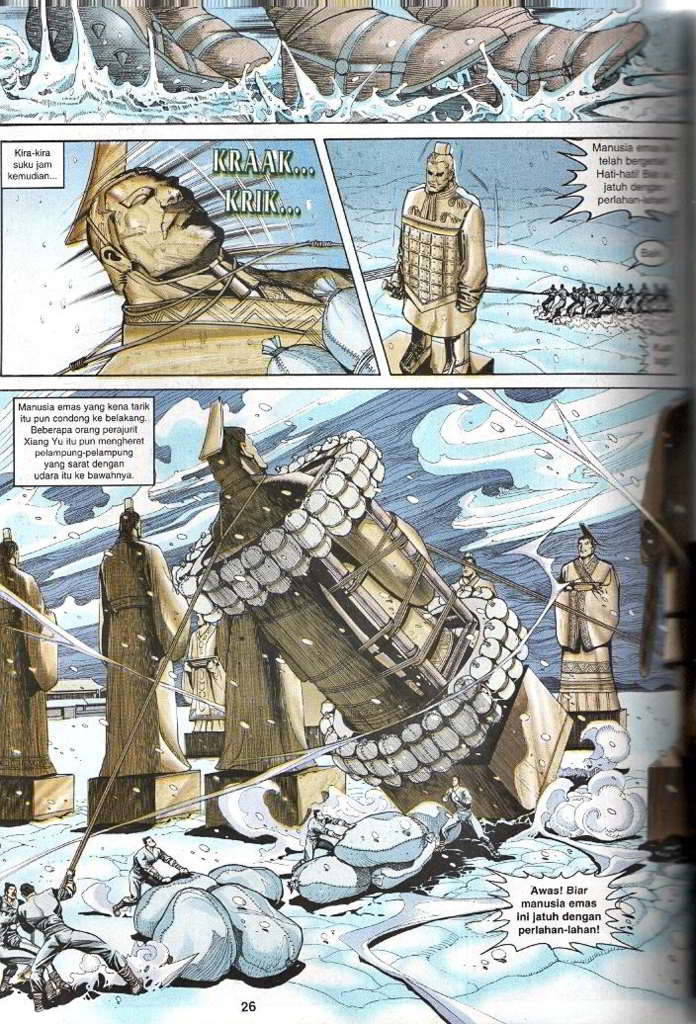 Kira-kira
suku jam
kemudian...
KRAAK...
KRIK...
Manusia emas
telah
Hati-hati!
jatuh dengan
perlahan-
Manusia emas yang kena tarik
itu pun condong ke belakang.
Beberapa orang perajurit
Xiang Yu itu pun mengheret
pelampung-pelampung
yang sarat dengan
udara itu ke bawahnya.
Awas! Biar
manusia emas
ini jatuh dengan
perlahan-lahan!
26